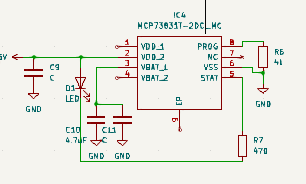 IC4
MCP73831T-2DC_MC
5V
1 VDD_1
2 VDD_2
3 VBAT_1
4 VBAT_2
PROG 8
NC 7
VSS 6
STAT 5
EP
9
C9
C
GND
D1
LED
C10
4.7uF
GND
C11
C
GND
R6
GND
R7
470